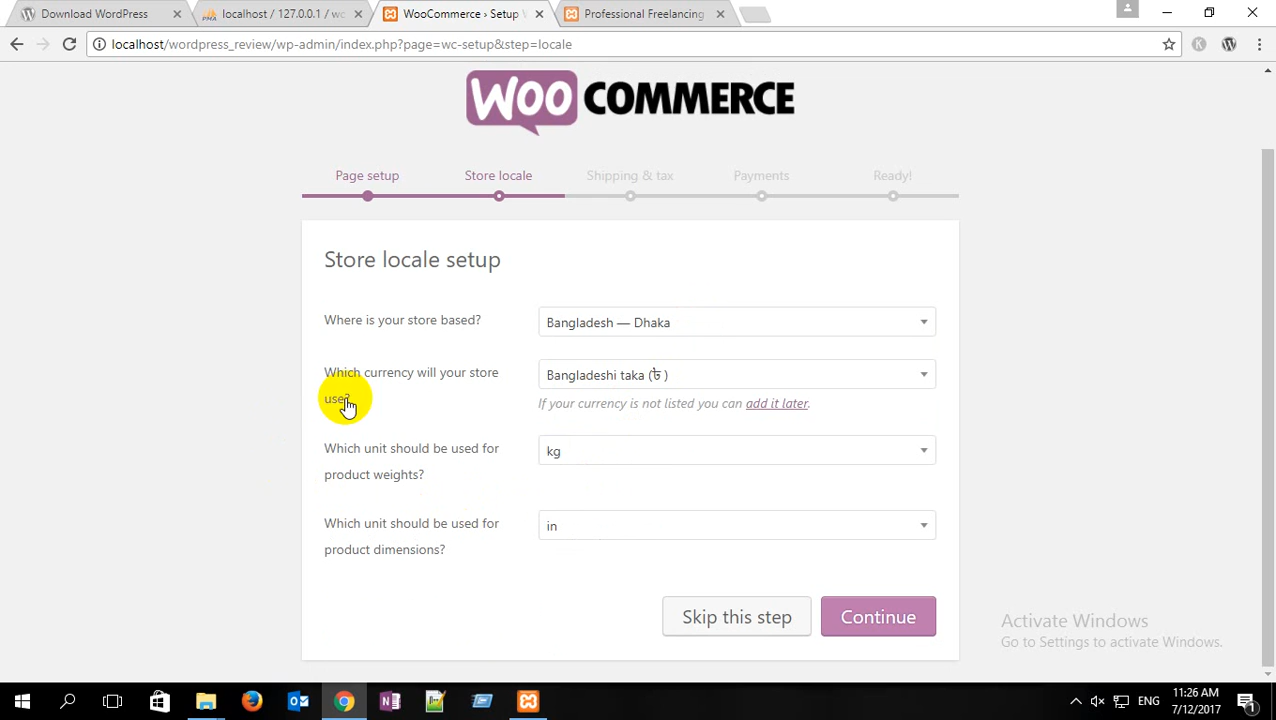 Download WordPress
localhost / 127.0.0.1 / wc
WooCommerce › Setup W
Professional Freelancing
localhost/wordpress_review/wp-admin/index.php?page=wc-setup&step=locale
WOO COMMERCE
Page setup
Store locale
Shipping & tax
Payments
Ready!
Store locale setup
Where is your store based?
Bangladesh — Dhaka
Which currency will your store
use?
Bangladeshi taka (৳ )
If your currency is not listed you can add it later.
Which unit should be used for
product weights?
kg
Which unit should be used for
product dimensions?
in
Skip this step
Continue
Activate Windows
Go to Settings to activate Windows.
ENG
11:26 AM
7/12/2017